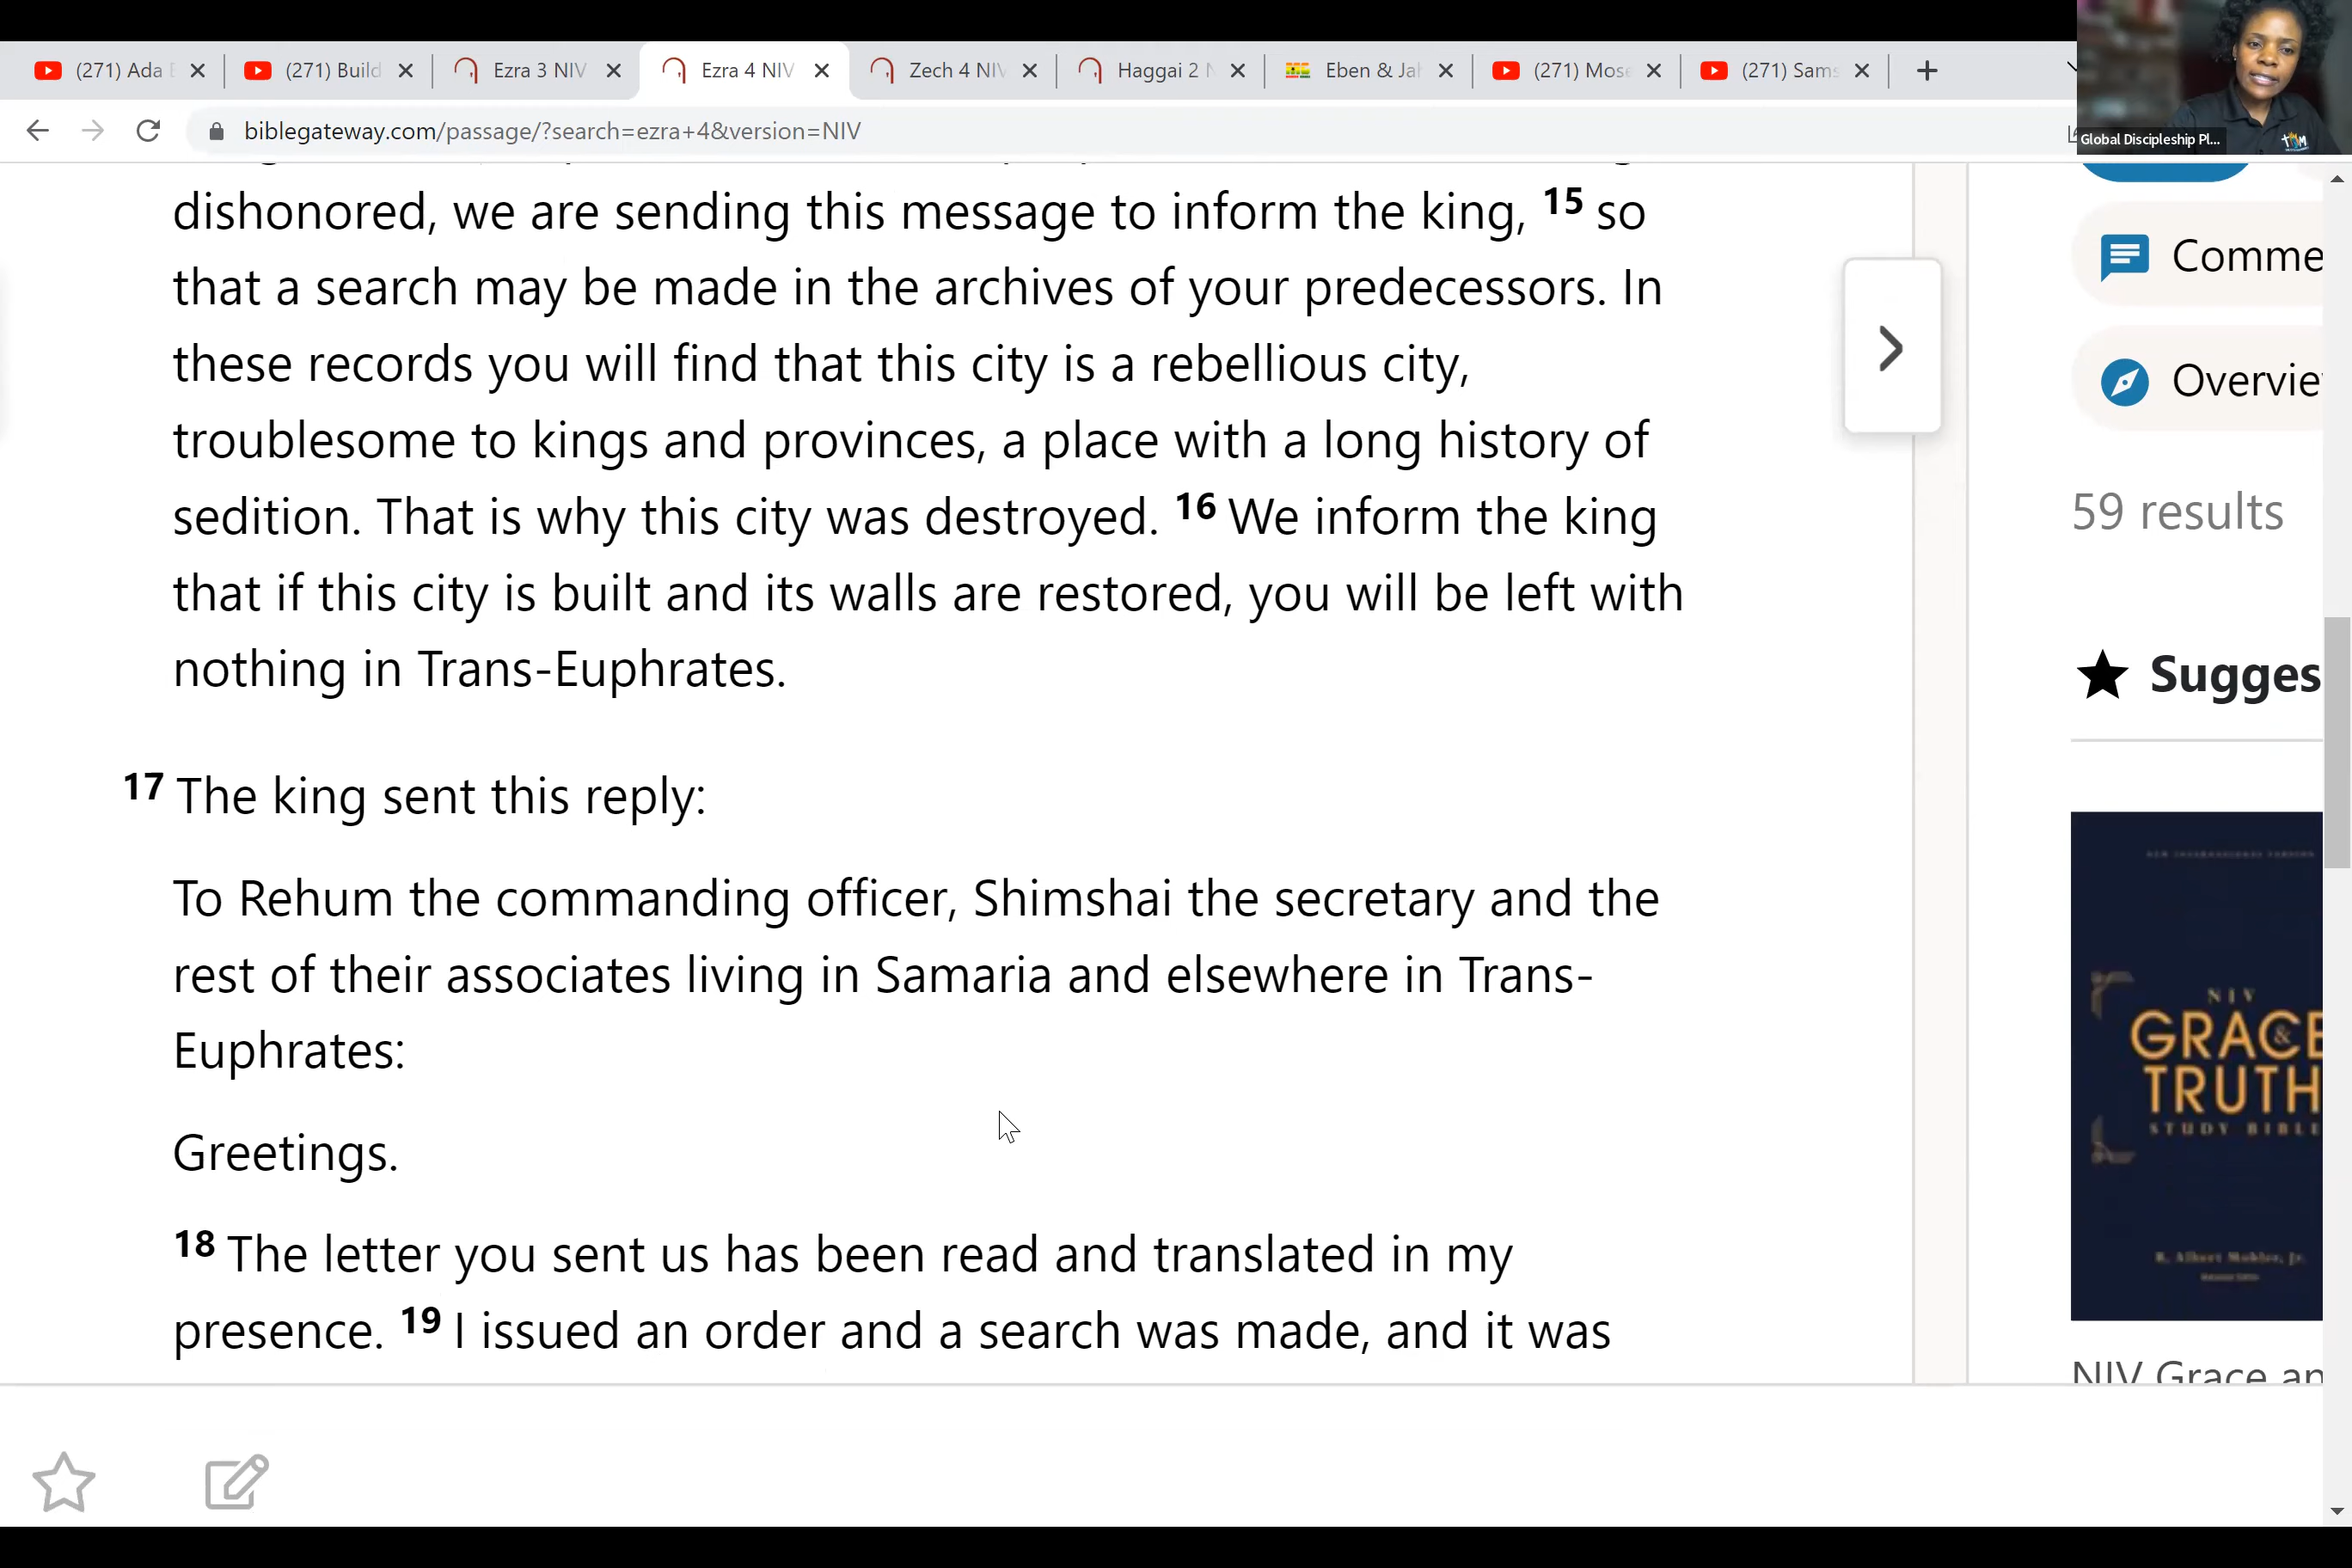 (271) Ada
(271) Build
Ezra 3 NIV
Ezra 4 NIV
Zech 4 NIV
Haggai 2
Eben & Jah
(271) Mose
(271) Sams
biblegateway.com/passage/?search=ezra+4&version=NIV
Global Discipleship Pl...
dishonored, we are sending this message to inform the king, 15 so
that a search may be made in the archives of your predecessors. In
these records you will find that this city is a rebellious city,
troublesome to kings and provinces, a place with a long history of
sedition. That is why this city was destroyed. 16 We inform the king
that if this city is built and its walls are restored, you will be left with
nothing in Trans-Euphrates.
17 The king sent this reply:
To Rehum the commanding officer, Shimshai the secretary and the
rest of their associates living in Samaria and elsewhere in Trans-
Euphrates:
Greetings.
18 The letter you sent us has been read and translated in my
presence. 19 I issued an order and a search was made, and it was
Comme
Overvie
59 results
Sugges
NIV
GRACE
&
TRUTH
STUDY BIBLE
R. Albert Mohler, Jr.
NIV Grace an